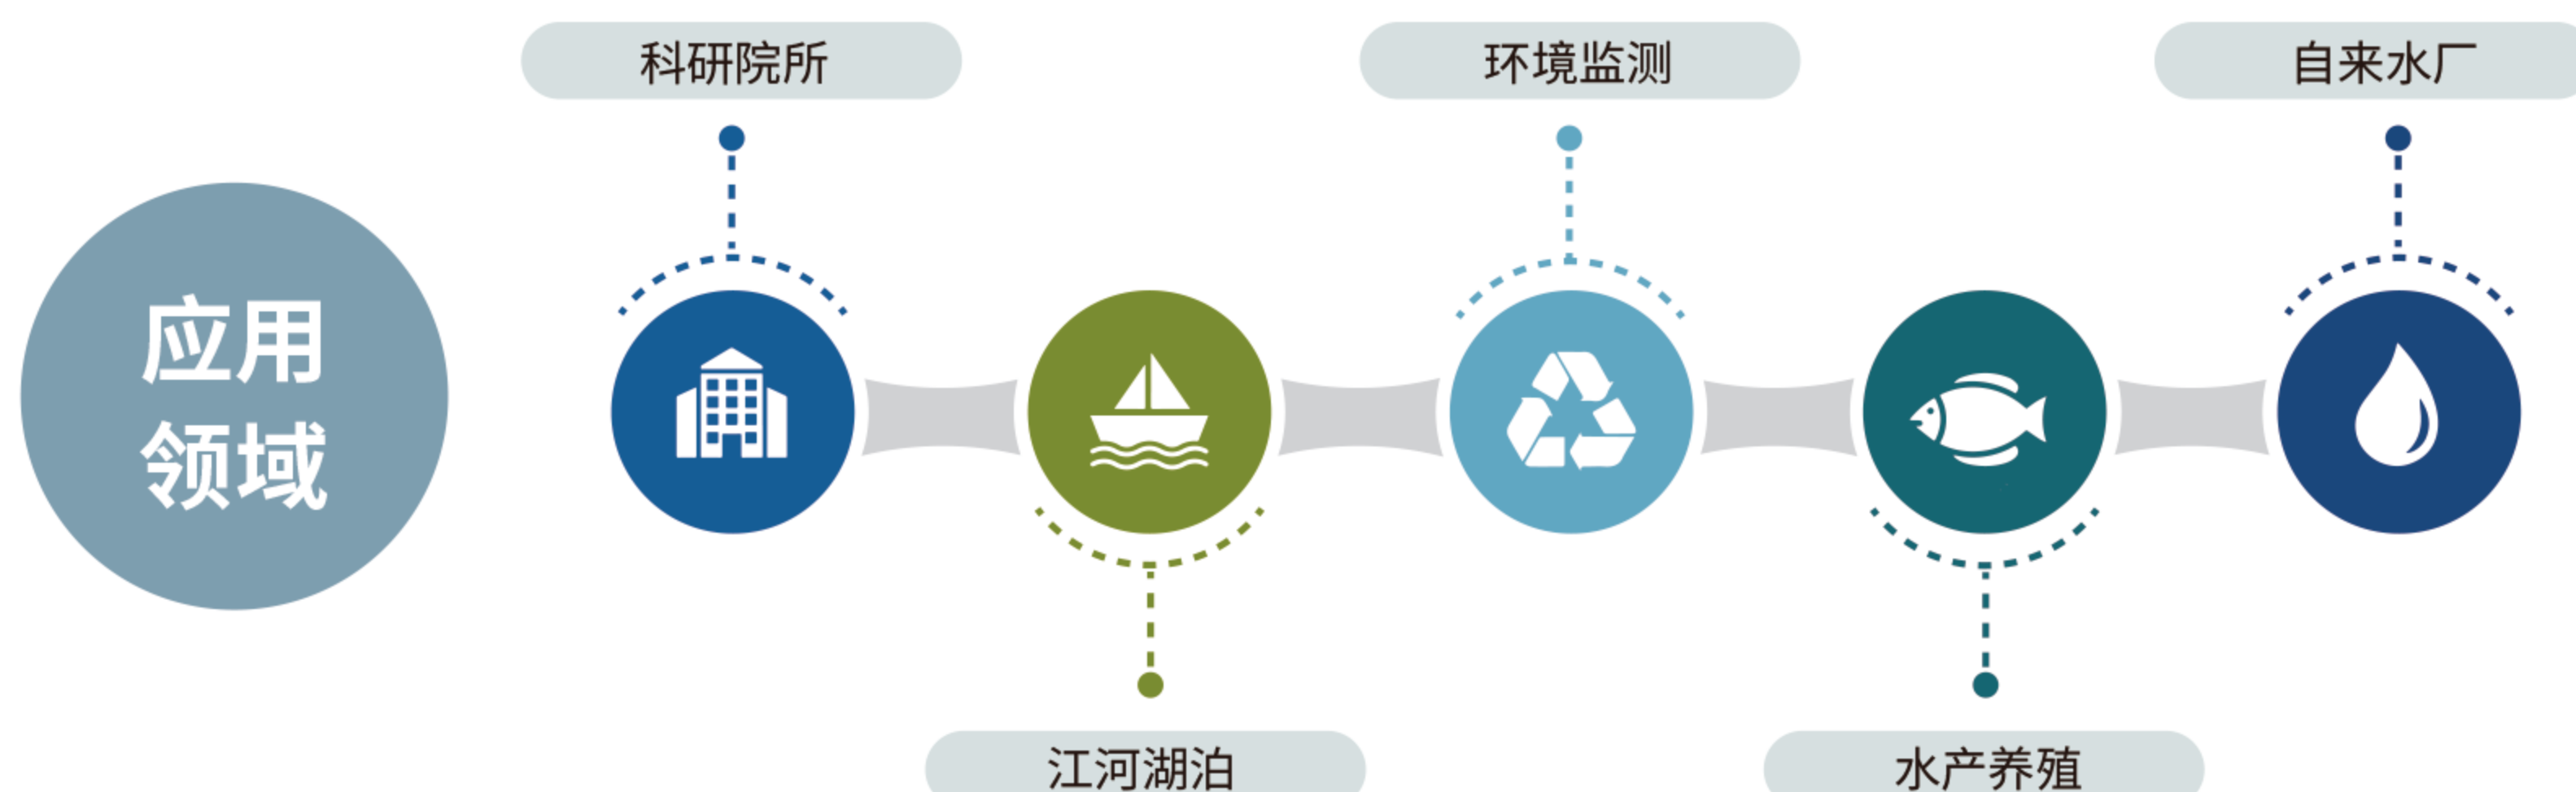 应用
领域
科研院所
江河湖泊
环境监测
水产养殖
自来水厂